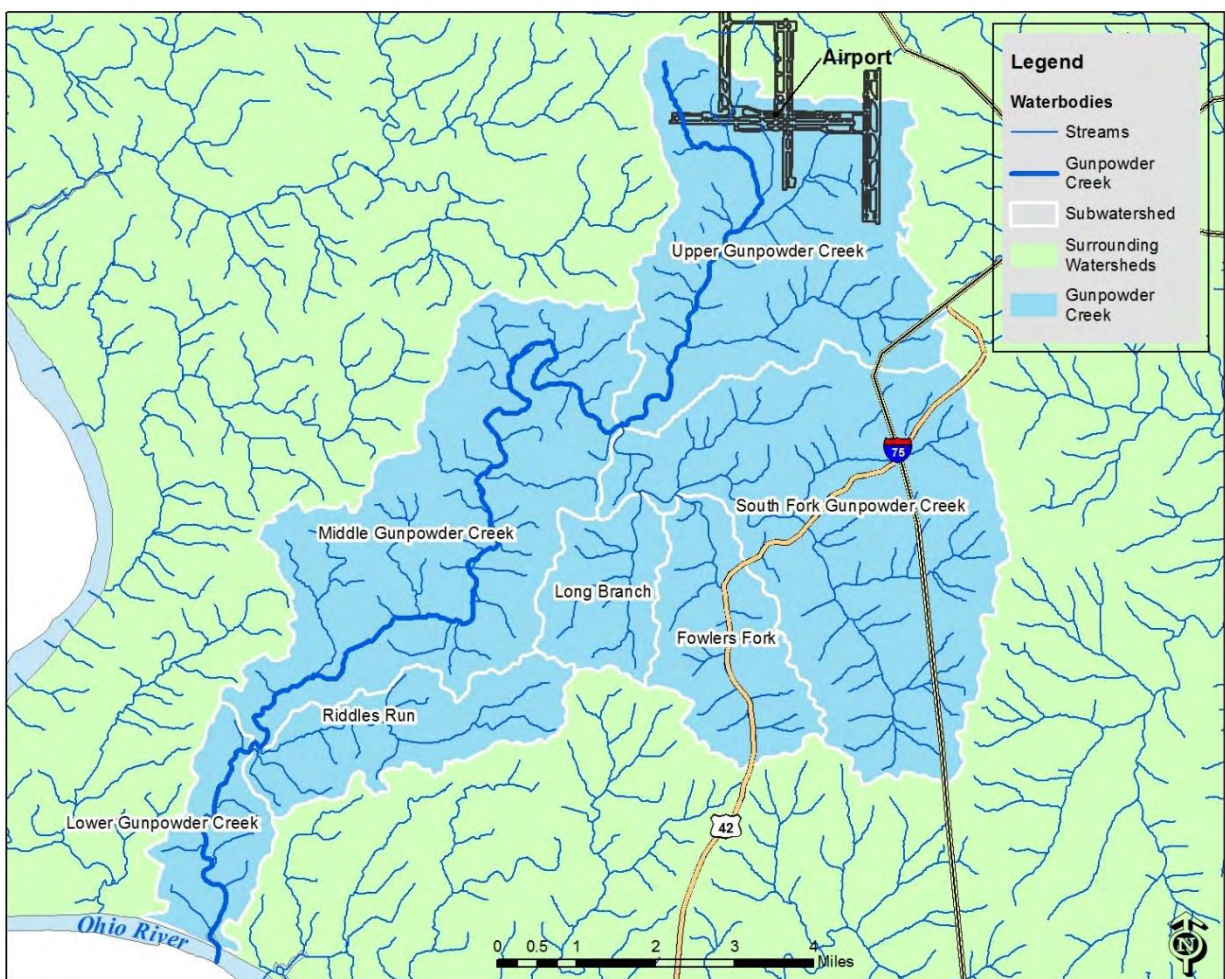 Airport
Legend
Waterbodies
Streams
Gunpowder
Creek
Subwatershed
Surrounding
Watersheds
Gunpowder
Creek
Upper Gunpowder Creek
75
South Fork Gunpowder Creek
Middle Gunpowder Creek
Long Branch
Fowlers Fork
Riddles Run
Lower Gunpowder Creek
42
Ohio River
0 0.5 1 2 3 4
Miles
N